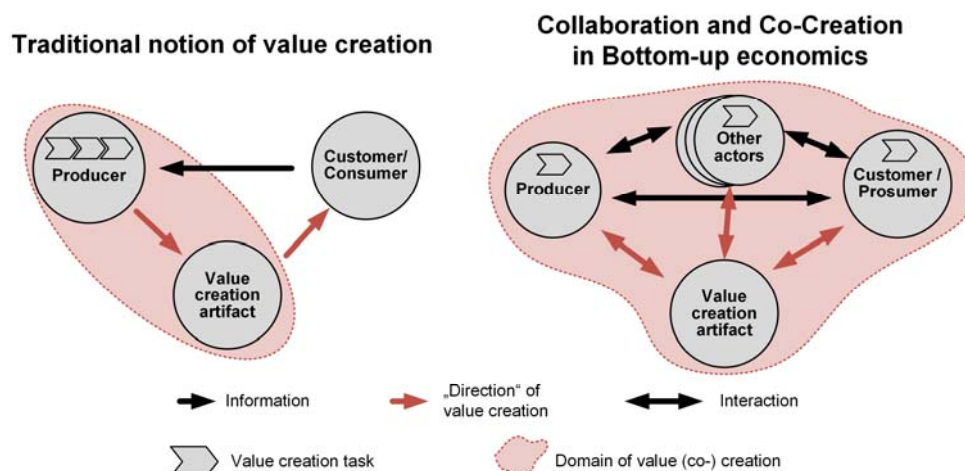 Traditional notion of value creation
Collaboration and Co-Creation
in Bottom-up economics
Producer
Customer/
Consumer
Value
creation
artifact
Other
actors
Producer
Customer /
Prosumer
Value
creation
artifact
Information
„Direction“ of
value creation
Interaction
Value creation task
Domain of value (co-) creation